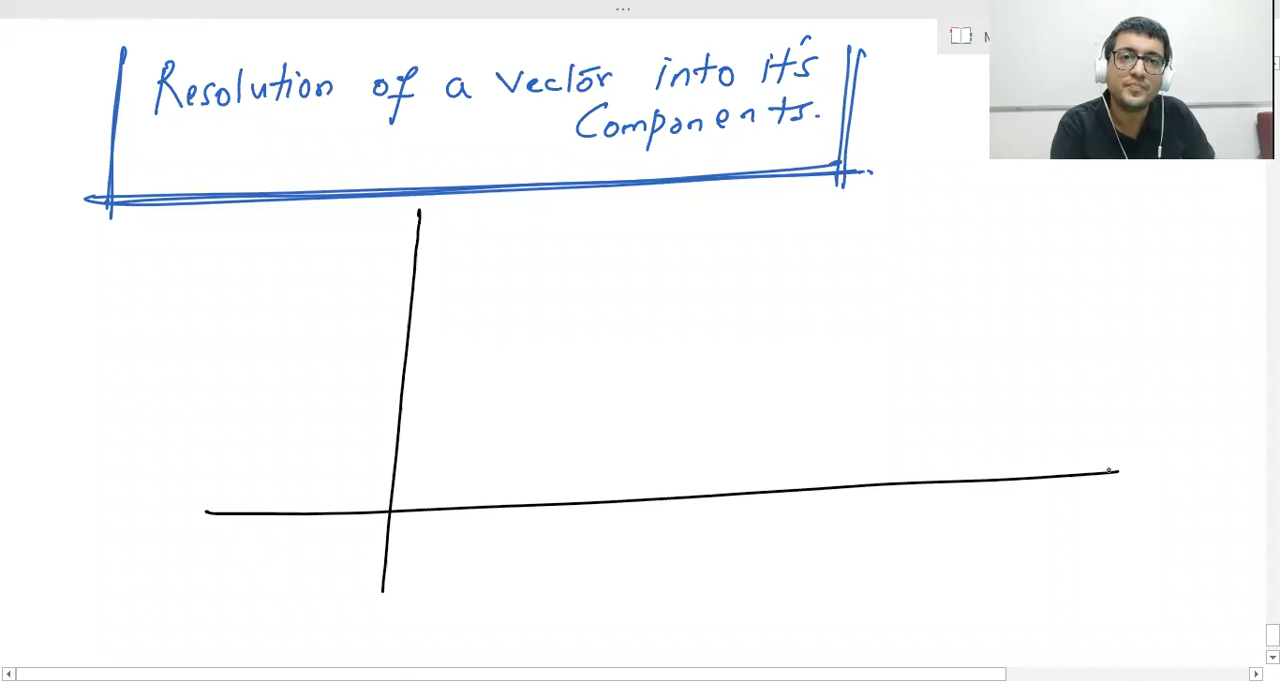 Resolution of a vector into it's
Components.
M